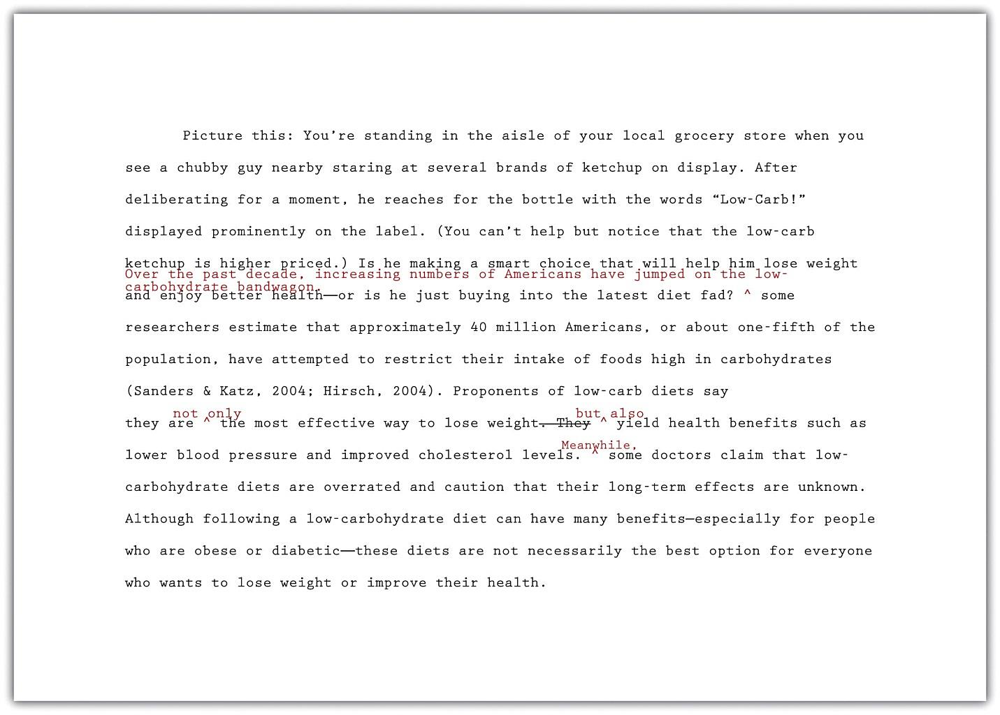 Picture this: You’re standing in the aisle of your local grocery store when you
see a chubby guy nearby staring at several brands of ketchup on display. After
deliberating for a moment, he reaches for the bottle with the words “Low-Carb!”
displayed prominently on the label. (You can’t help but notice that the low-carb
ketchup is higher priced.) Is he making a smart choice that will help him lose weight
Over the past decade, increasing numbers of Americans have jumped on the low-
carbohydrate bandwagon.
and enjoy better health—or is he just buying into the latest diet fad? ^ some
researchers estimate that approximately 40 million Americans, or about one-fifth of the
population, have attempted to restrict their intake of foods high in carbohydrates
(Sanders & Katz, 2004; Hirsch, 2004). Proponents of low-carb diets say
not only but also
they are ^ the most effective way to lose weight. They ^ yield health benefits such as
Meanwhile,
lower blood pressure and improved cholesterol levels. ^ some doctors claim that low-
carbohydrate diets are overrated and caution that their long-term effects are unknown.
Although following a low-carbohydrate diet can have many benefits—especially for people
who are obese or diabetic—these diets are not necessarily the best option for everyone
who wants to lose weight or improve their health.